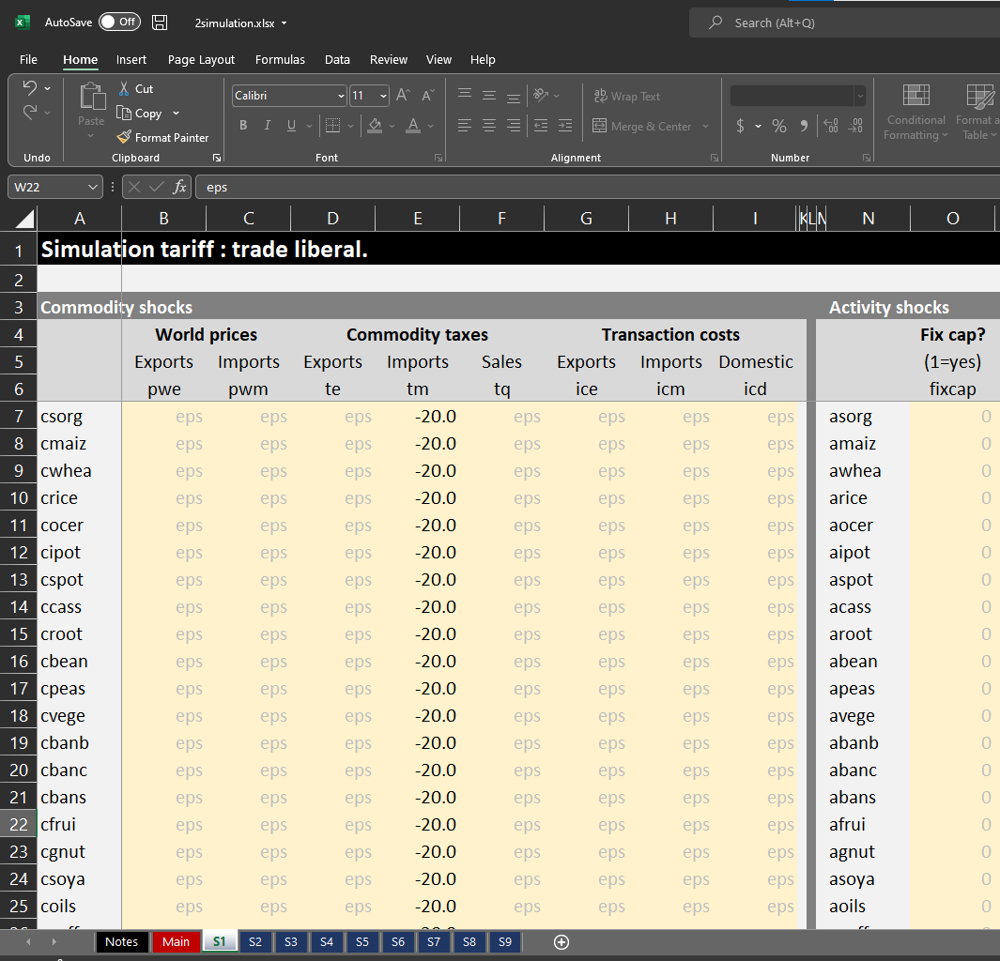 AutoSave Off 2simulation.xlsx Search (Alt+Q)
File Home Insert Page Layout Formulas Data Review View Help
Cut Calibri 11 ab Wrap Text
Paste Copy Conditional Format a
Format Painter B I U A Merge & Center $ % Formatting Table
Undo Clipboard Font Alignment Number
W22 fx eps
A B C D E F G H I K L M N O
1 Simulation tariff : trade liberal.
2
3 Commodity shocks Activity shocks
4 World prices Commodity taxes Transaction costs Fix cap?
5 Exports Imports Exports Imports Sales Exports Imports Domestic (1=yes)
6 pwe pwm te tm tq ice icm icd fixcap
7 csorg eps eps eps -20.0 eps eps eps eps asorg 0
8 cmaiz eps eps eps -20.0 eps eps eps eps amaiz 0
9 cwhea eps eps eps -20.0 eps eps eps eps awhea 0
10 crice eps eps eps -20.0 eps eps eps eps arice 0
11 cocer eps eps eps -20.0 eps eps eps eps aocer 0
12 cipot eps eps eps -20.0 eps eps eps eps aipot 0
13 cspot eps eps eps -20.0 eps eps eps eps aspot 0
14 ccass eps eps eps -20.0 eps eps eps eps acass 0
15 croot eps eps eps -20.0 eps eps eps eps aroot 0
16 cbean eps eps eps -20.0 eps eps eps eps abean 0
17 cpeas eps eps eps -20.0 eps eps eps eps apeas 0
18 cvege eps eps eps -20.0 eps eps eps eps avege 0
19 cbanb eps eps eps -20.0 eps eps eps eps abanb 0
20 cbanc eps eps eps -20.0 eps eps eps eps abanc 0
21 cbans eps eps eps -20.0 eps eps eps eps abans 0
22 cfrui eps eps eps -20.0 eps eps eps eps afrui 0
23 cgnut eps eps eps -20.0 eps eps eps eps agnut 0
24 csoya eps eps eps -20.0 eps eps eps eps asoya 0
25 coils eps eps eps -20.0 eps eps eps eps aoils 0
Notes Main S1 S2 S3 S4 S5 S6 S7 S8 S9